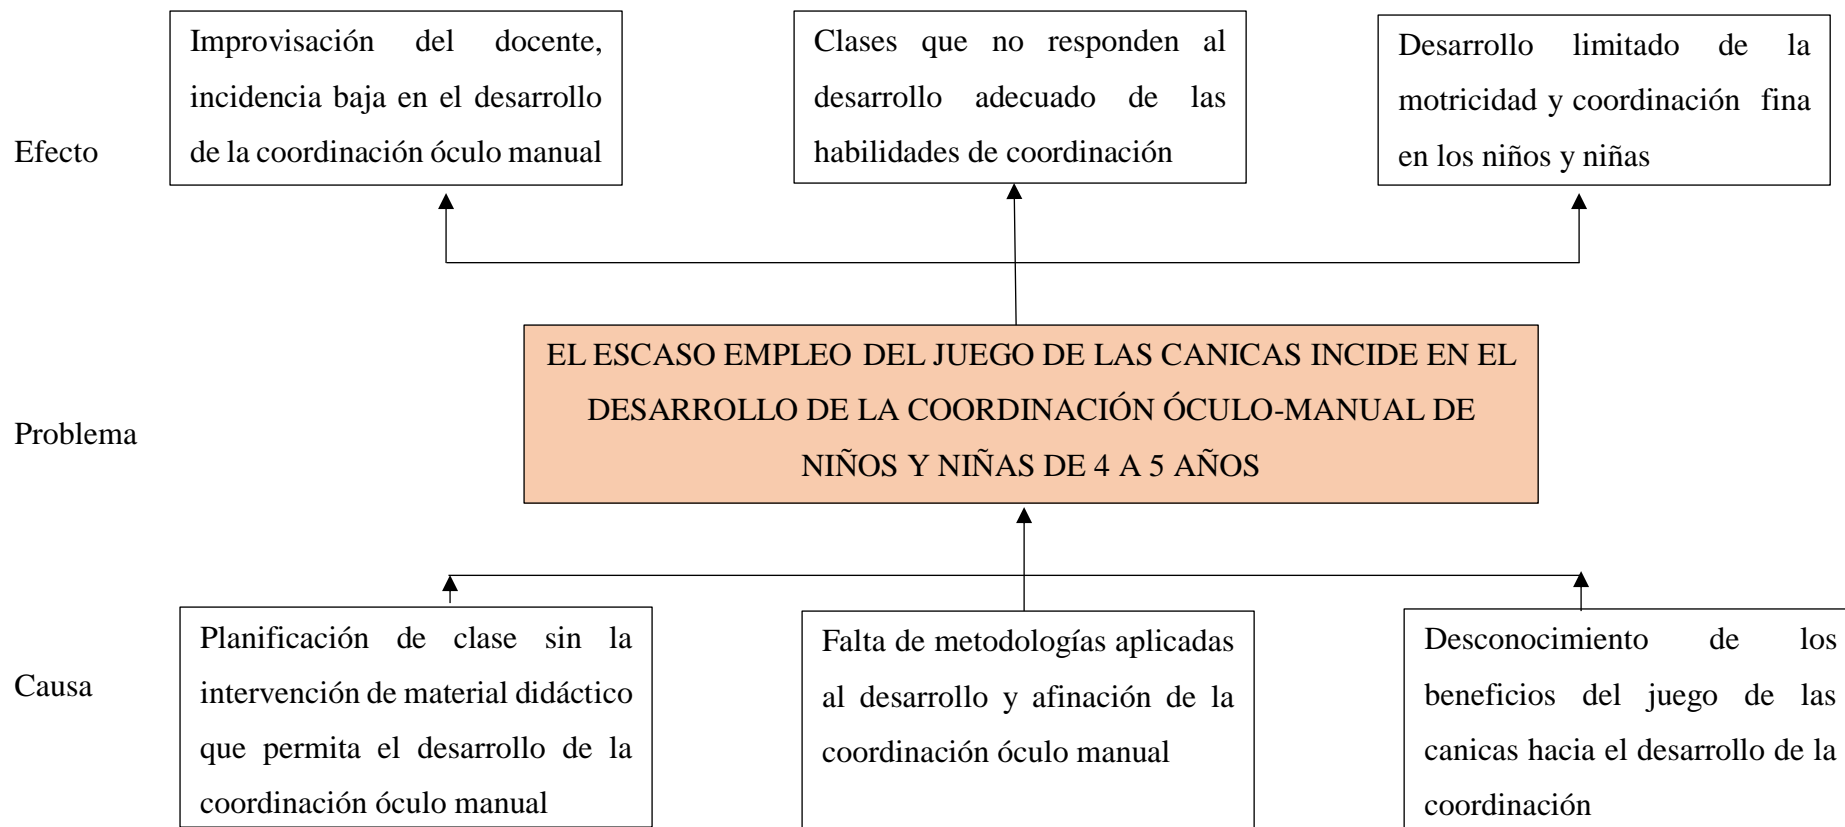 Improvisación del docente,
incidencia baja en el desarrollo
de la coordinación óculo manual
Clases que no responden al
desarrollo adecuado de las
habilidades de coordinación
Desarrollo limitado de la
motricidad y coordinación fina
en los niños y niñas
Efecto
EL ESCASO EMPLEO DEL JUEGO DE LAS CANICAS INCIDE EN EL
DESARROLLO DE LA COORDINACIÓN ÓCULO-MANUAL DE
NIÑOS Y NIÑAS DE 4 A 5 AÑOS
Problema
Planificación de clase sin la
intervención de material didáctico
que permita el desarrollo de la
coordinación óculo manual
Falta de metodologías aplicadas
al desarrollo y afinación de la
coordinación óculo manual
Desconocimiento de los
beneficios del juego de las
canicas hacia el desarrollo de la
coordinación
Causa